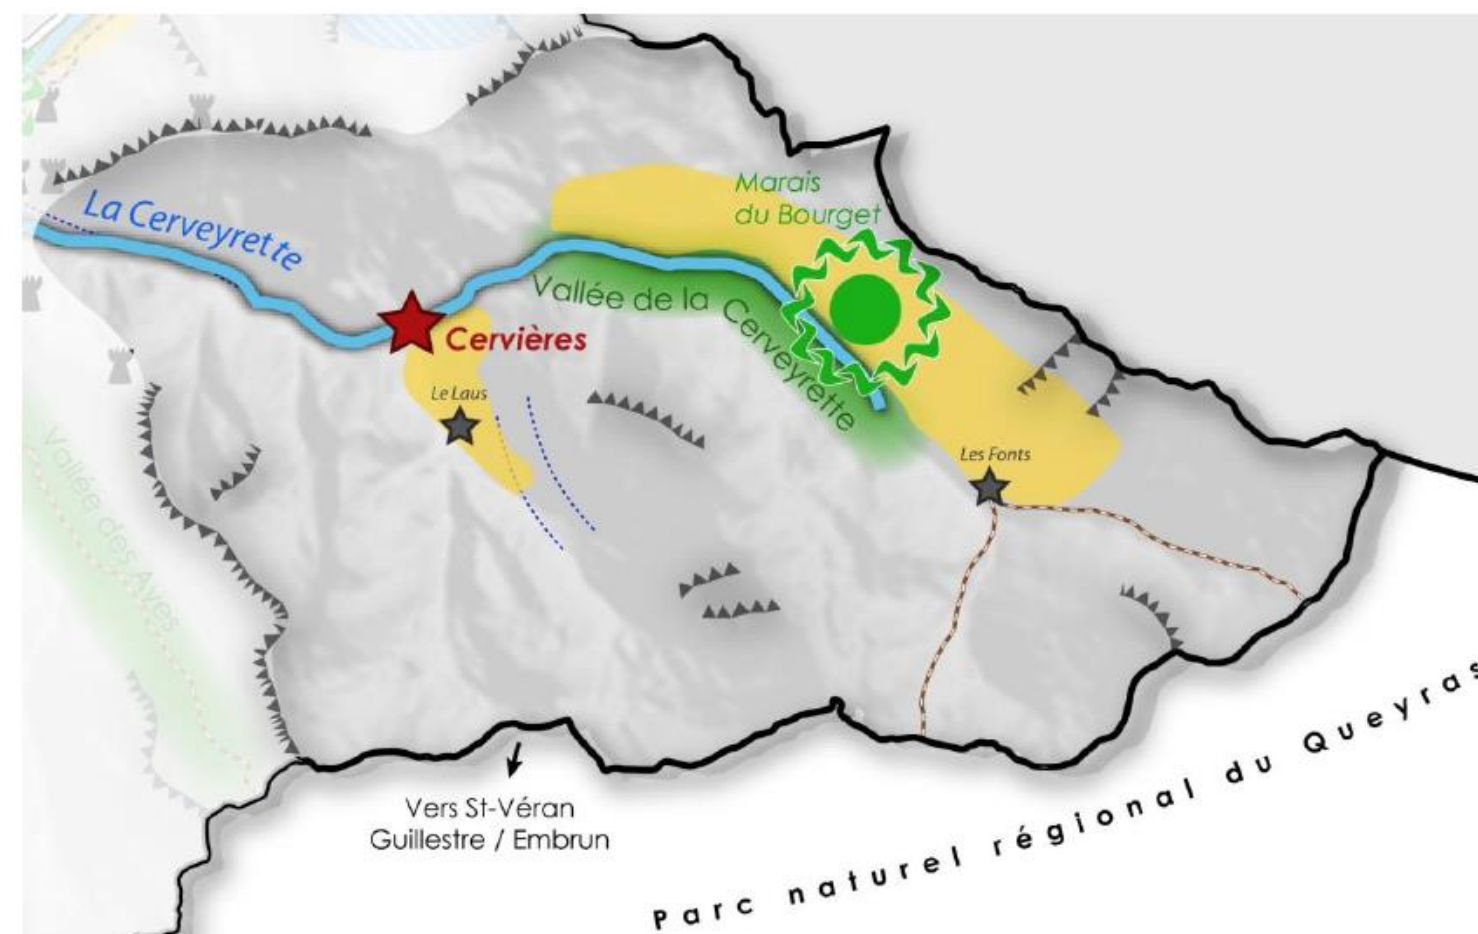 Marais
du Bourget
La Cerveyrette
Vallée de la Cerveyrette
Cervières
Le Laus
Les Fonts
Vallée des Ayes
Vers St-Véran
Guillestre / Embrun
Parc naturel régional du Queyras